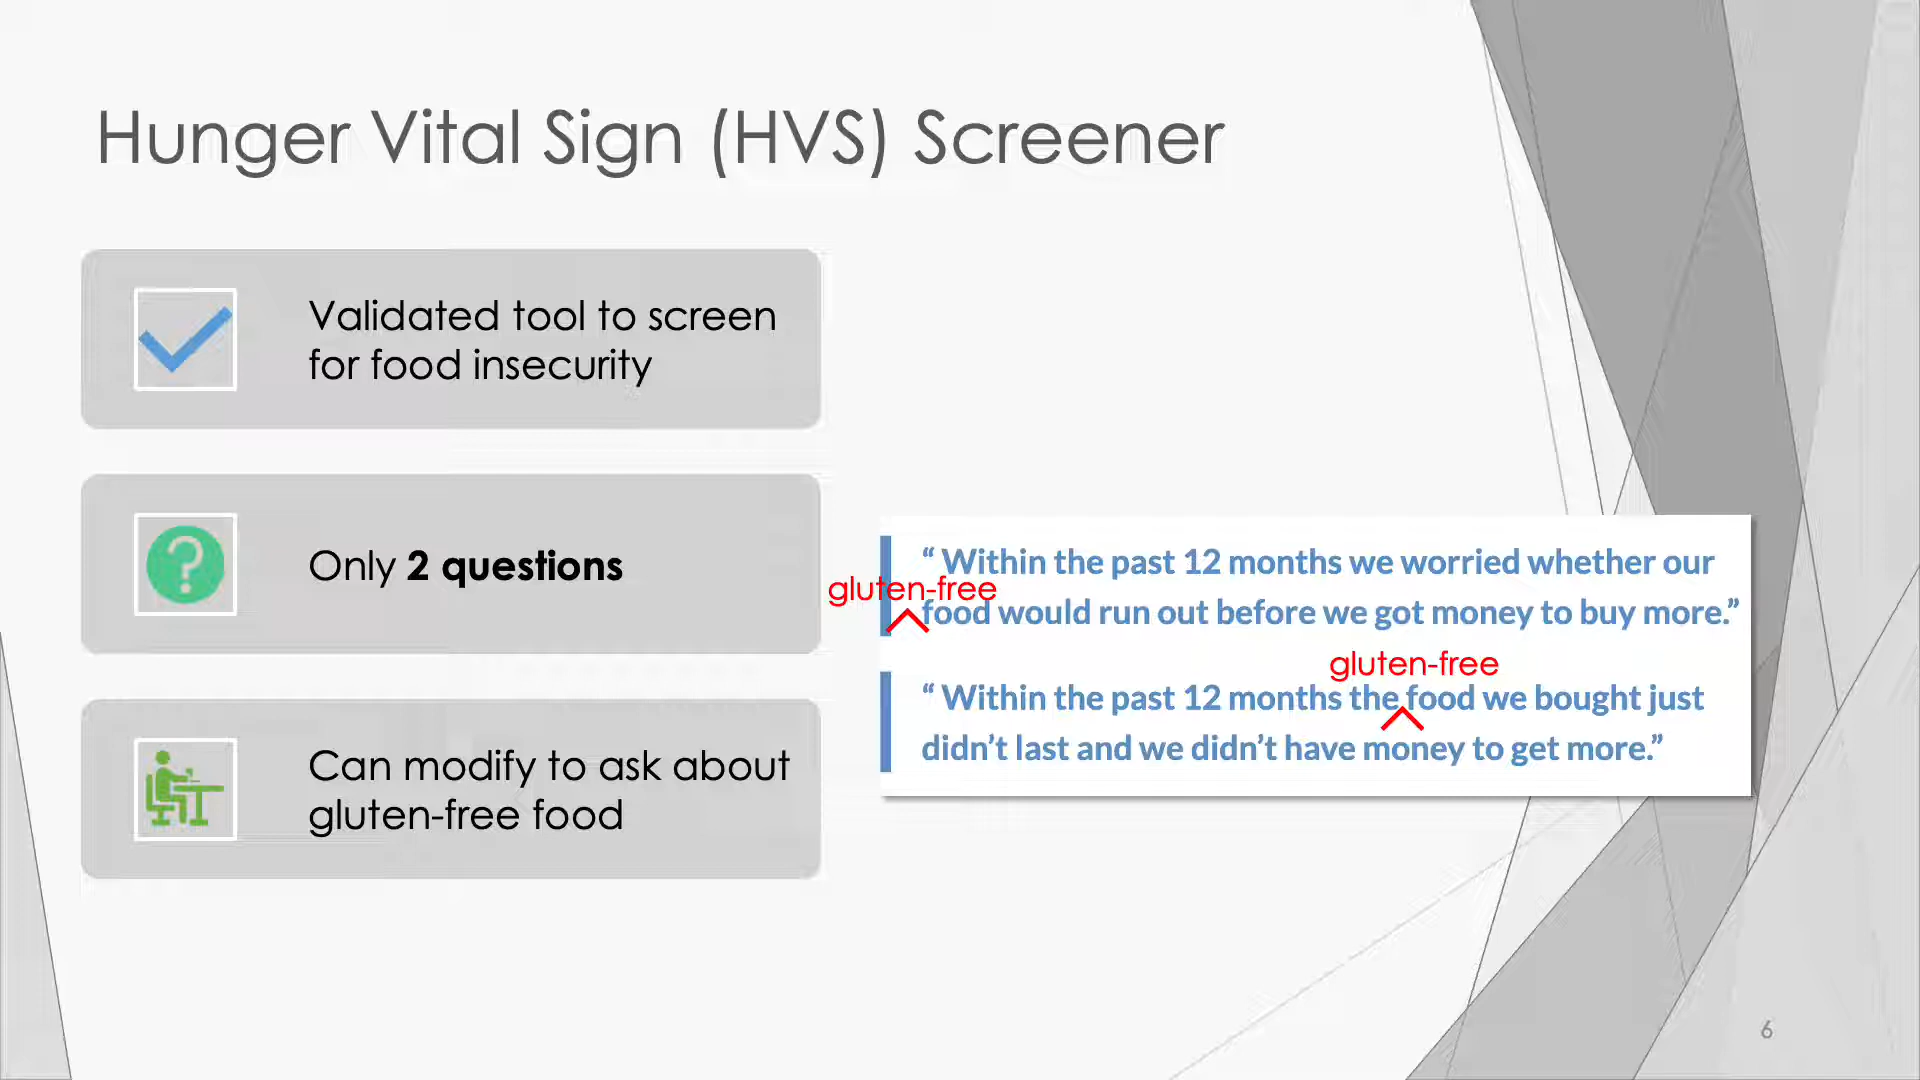 Hunger Vital Sign (HVS) Screener
Validated tool to screen
for food insecurity
Only 2 questions
Can modify to ask about
gluten-free food
“ Within the past 12 months we worried whether our
gluten-free
food would run out before we got money to buy more.”
gluten-free
“ Within the past 12 months the food we bought just
didn’t last and we didn’t have money to get more.”
6